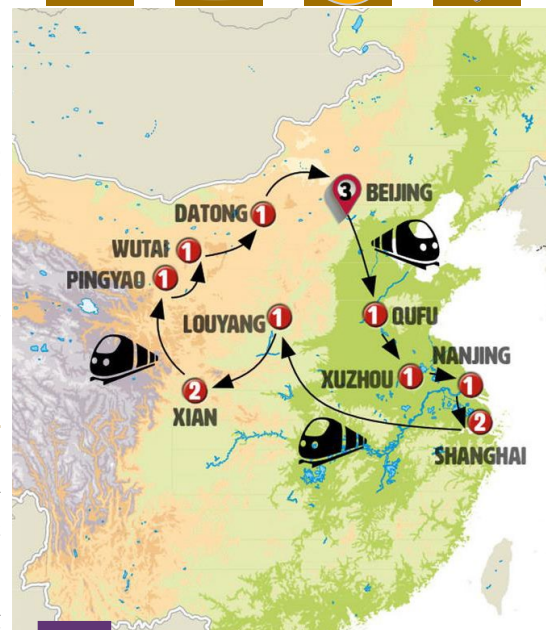 3 BEIJING
DATONG 1
WUTAI 1
PINGYAO 1
LOUYANG 1
1 QUFU
NANJING
XUZHOU 1
1
2
XIAN
2
SHANGHAI